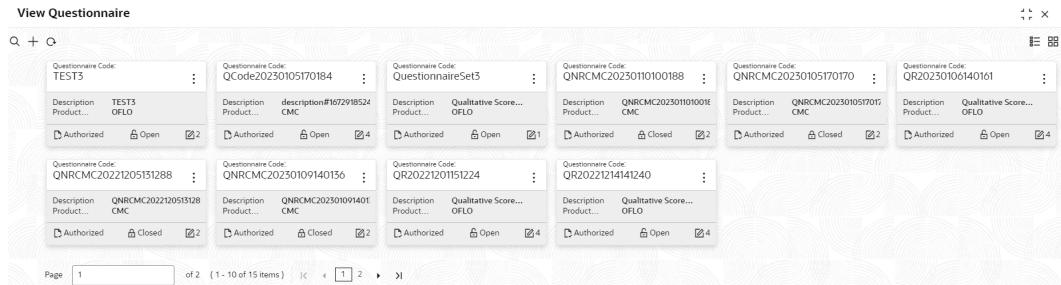 View Questionnaire
Questionnaire Code:
TEST3
Description TEST3
Product... OFLO
Authorized Open 2
Questionnaire Code:
QCode20230105170184
Description description#1672918524
Product... CMC
Authorized Open 4
Questionnaire Code:
QuestionnaireSet3
Description Qualitative Score...
Product... OFLO
Authorized Open 1
Questionnaire Code:
QNRCMC20230110100188
Description QNRCMC2023011010018
Product... CMC
Authorized Closed 2
Questionnaire Code:
QNRCMC20230105170170
Description QNRCMC2023010517017
Product... CMC
Authorized Closed 2
Questionnaire Code:
QR20230106140161
Description Qualitative Score...
Product... OFLO
Authorized Open 4
Questionnaire Code:
QNRCMC20221205131288
Description QNRCMC2022120513128
Product... CMC
Authorized Closed 2
Questionnaire Code:
QNRCMC20230109140136
Description QNRCMC202301091401
Product... CMC
Authorized Closed 2
Questionnaire Code:
QR20221201151224
Description Qualitative Score...
Product... OFLO
Authorized Open 4
Questionnaire Code:
QR20221214141240
Description Qualitative Score...
Product... OFLO
Authorized Open 4
Page 1 of 2 (1 - 10 of 15 items) 1 2